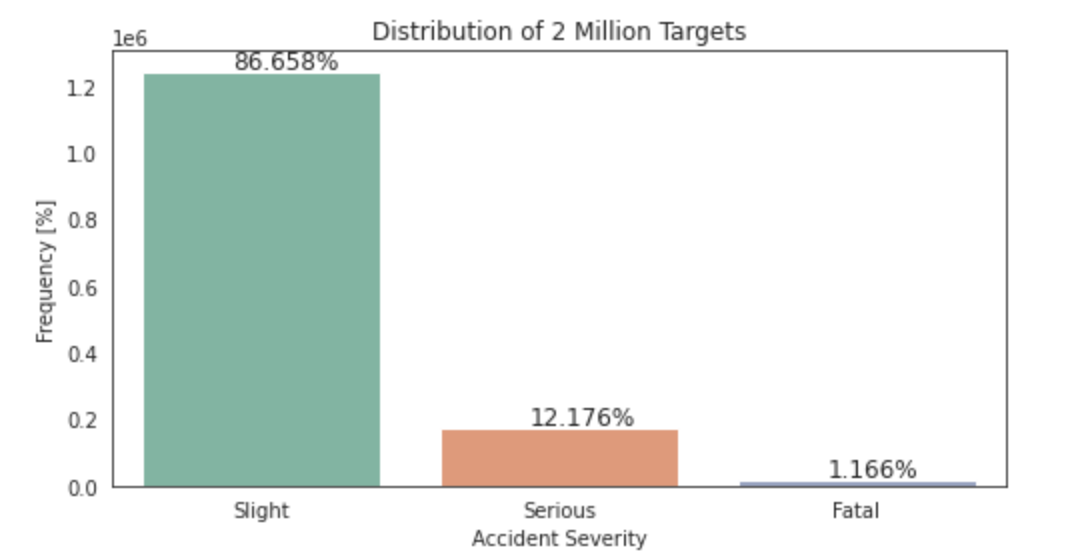 Distribution of 2 Million Targets
1e6
86.658%
1.2
1.0
0.8
0.6
0.4
12.176%
0.2
1.166%
0.0
Frequency [%]
Slight Serious Fatal
Accident Severity